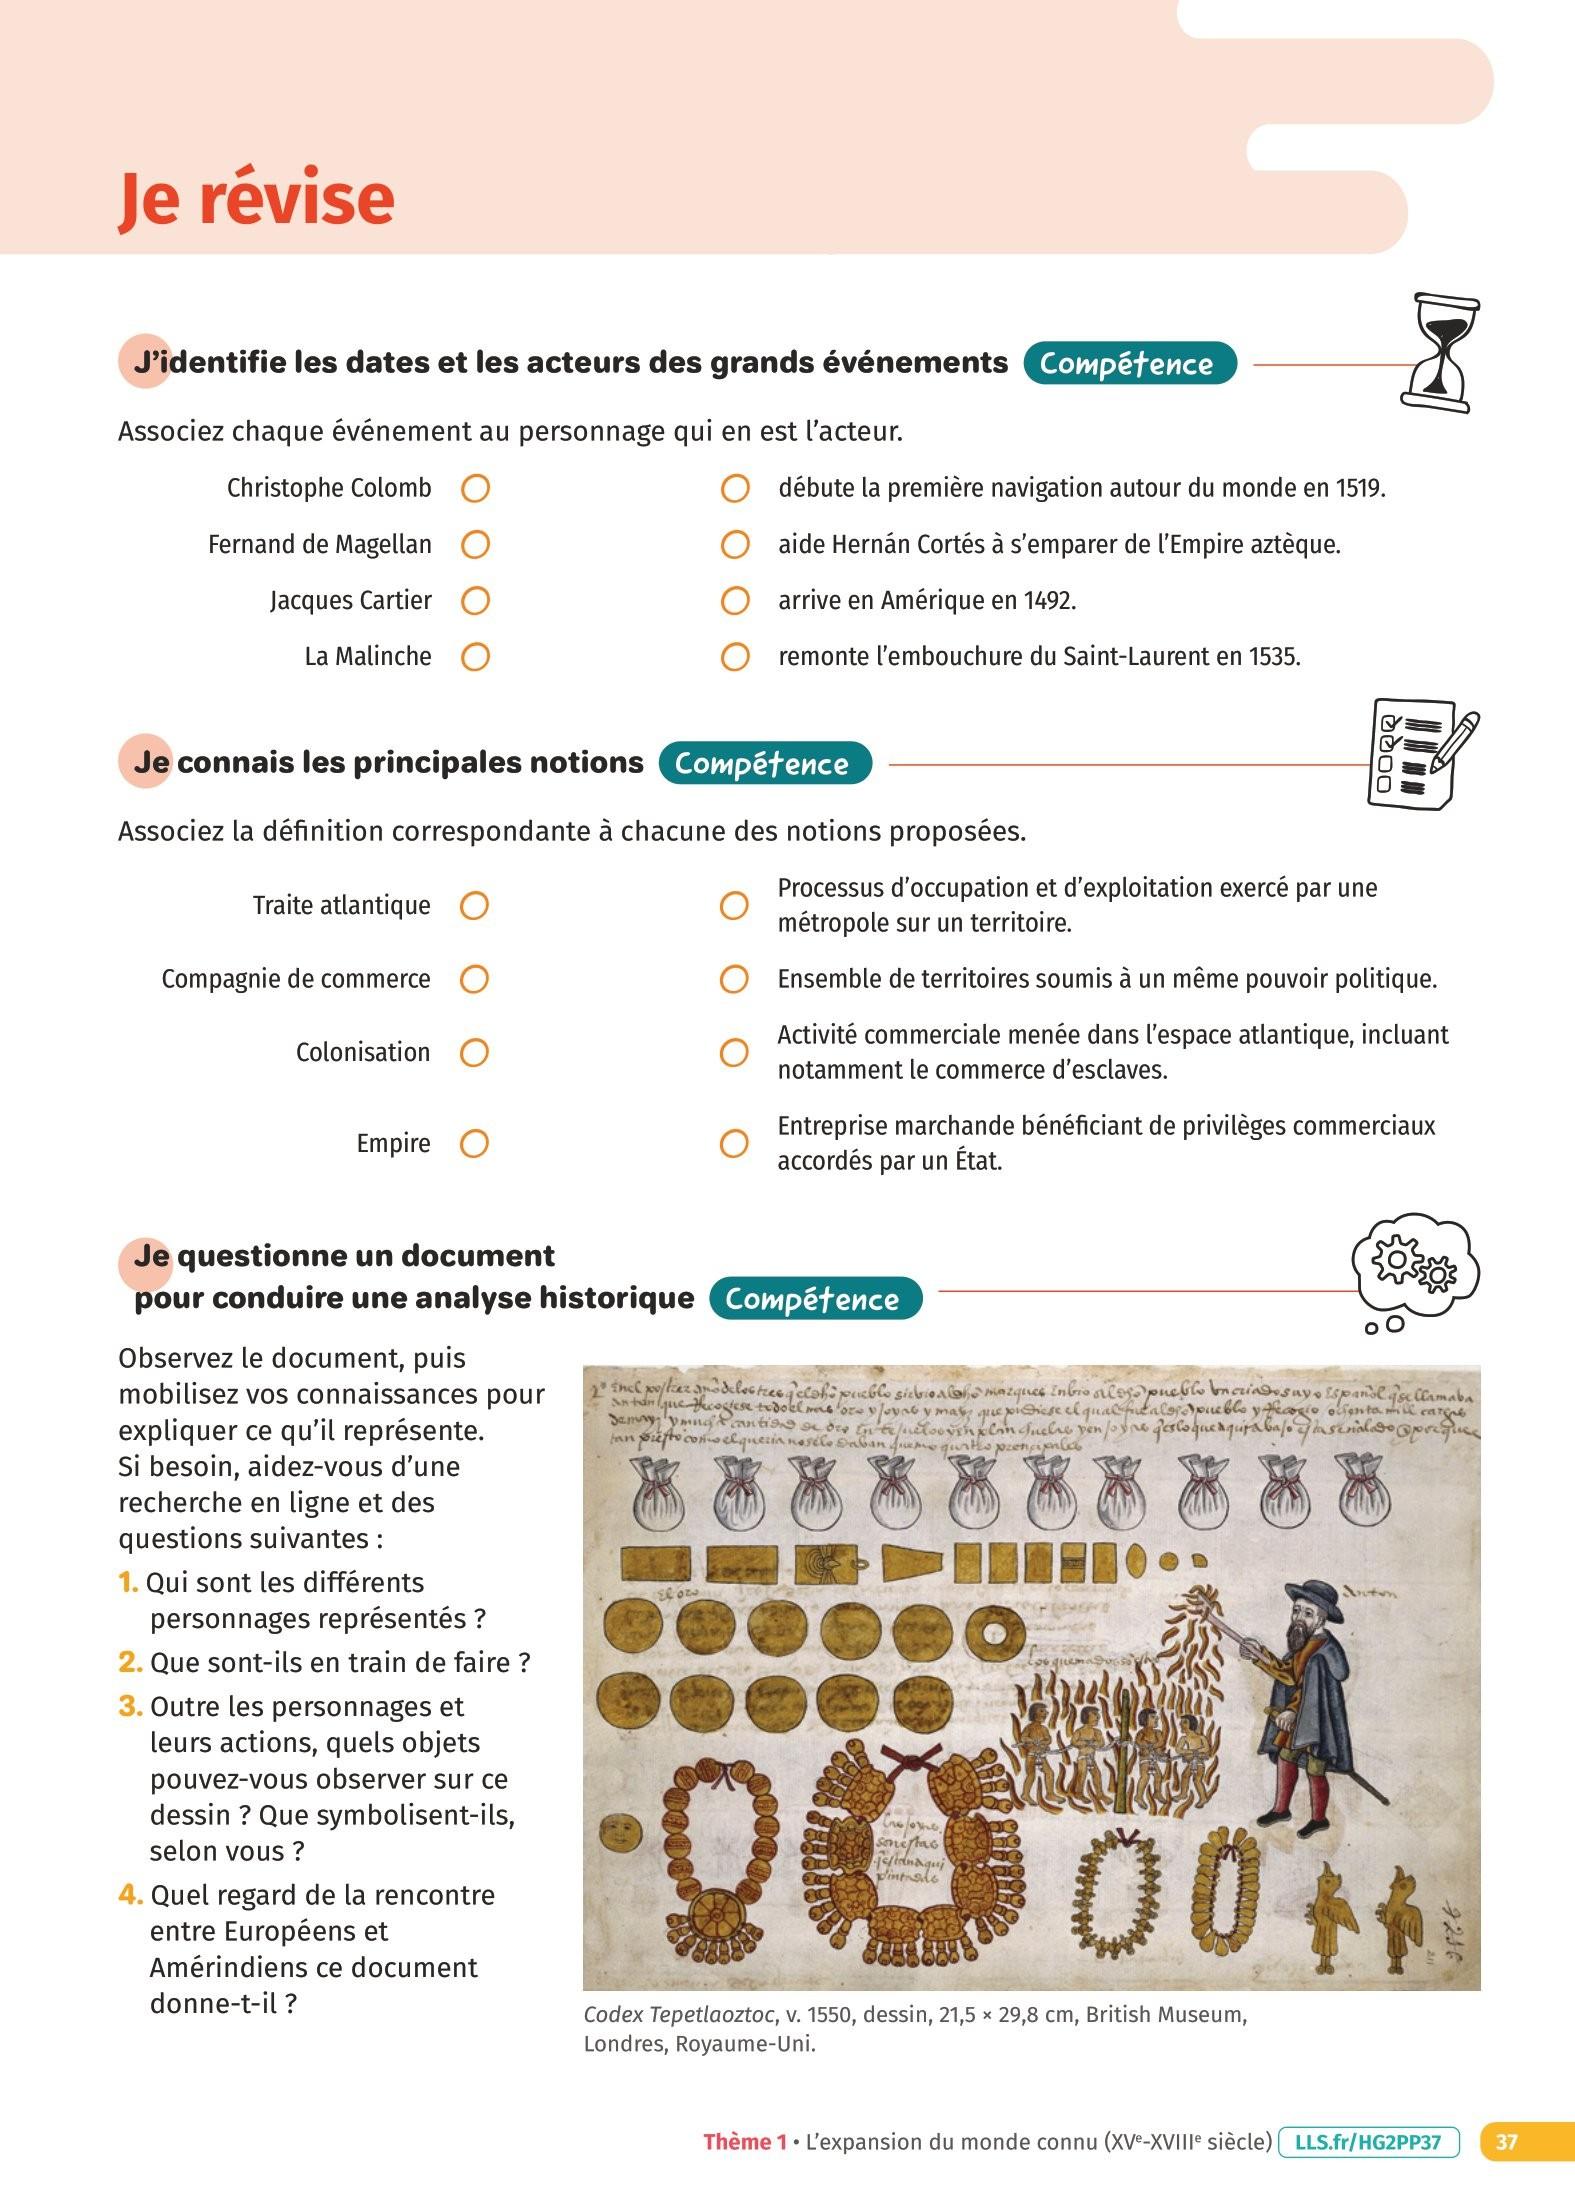 Je révise
J'identifie les dates et les acteurs des grands événements Compétence
Associez chaque événement au personnage qui en est l'acteur.
Christophe Colomb débute la première navigation autour du monde en 1519.
Fernand de Magellan aide Hernán Cortés à s'emparer de l'Empire aztèque.
Jacques Cartier arrive en Amérique en 1492.
La Malinche remonte l'embouchure du Saint-Laurent en 1535.
Je connais les principales notions Compétence
Associez la définition correspondante à chacune des notions proposées.
Traite atlantique
Processus d'occupation et d'exploitation exercé par une
métropole sur un territoire.
Compagnie de commerce Ensemble de territoires soumis à un même pouvoir politique.
Colonisation
Activité commerciale menée dans l'espace atlantique, incluant
notamment le commerce d'esclaves.
Empire
Entreprise marchande bénéficiant de privilèges commerciaux
accordés par un État.
Je questionne un document
pour conduire une analyse historique Compétence
Observez le document, puis
mobilisez vos connaissances pour
expliquer ce qu'il représente.
Si besoin, aidez-vous d'une
recherche en ligne et des
questions suivantes :
1. Qui sont les différents
personnages représentés ?
2. Que sont-ils en train de faire ?
3. Outre les personnages et
leurs actions, quels objets
pouvez-vous observer sur ce
dessin ? Que symbolisent-ils,
selon vous ?
4. Quel regard de la rencontre
entre Européens et
Amérindiens ce document
donne-t-il ?
el oro
Anton
Codex Tepetlaoztoc, v. 1550, dessin, 21,5 × 29,8 cm, British Museum,
Londres, Royaume-Uni.
Thème 1 • L'expansion du monde connu (XVe-XVIIIe siècle) LLS.fr/HG2PP37 37